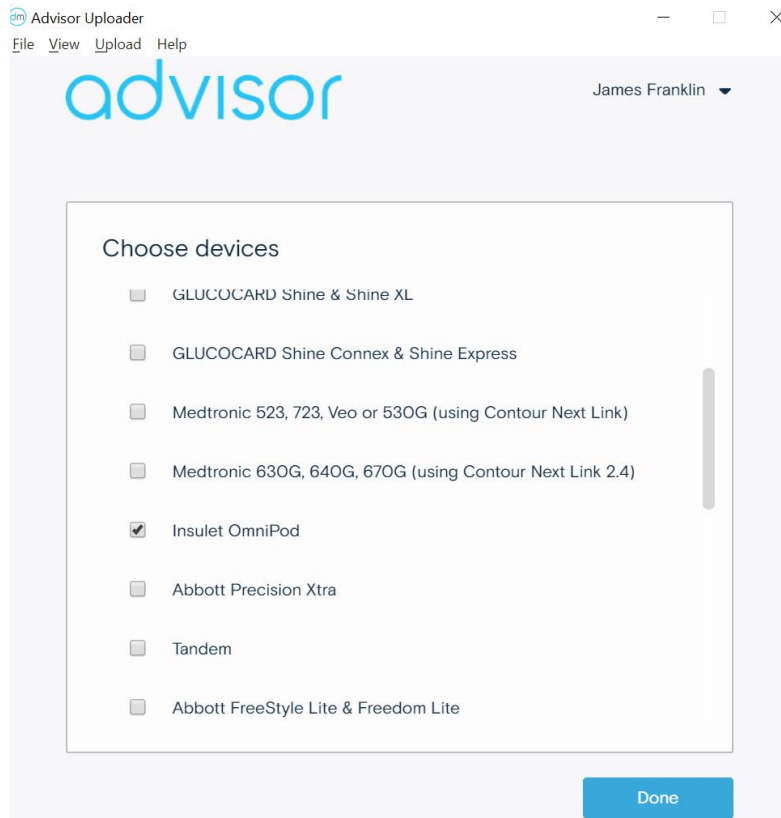 dm Advisor Uploader
File View Upload Help
advisor
James Franklin
Choose devices
GLUCOCARD Shine & Shine XL
GLUCOCARD Shine Connex & Shine Express
Medtronic 523, 723, Veo or 530G (using Contour Next Link)
Medtronic 630G, 640G, 670G (using Contour Next Link 2.4)
Insulet OmniPod
Abbott Precision Xtra
Tandem
Abbott FreeStyle Lite & Freedom Lite
Done